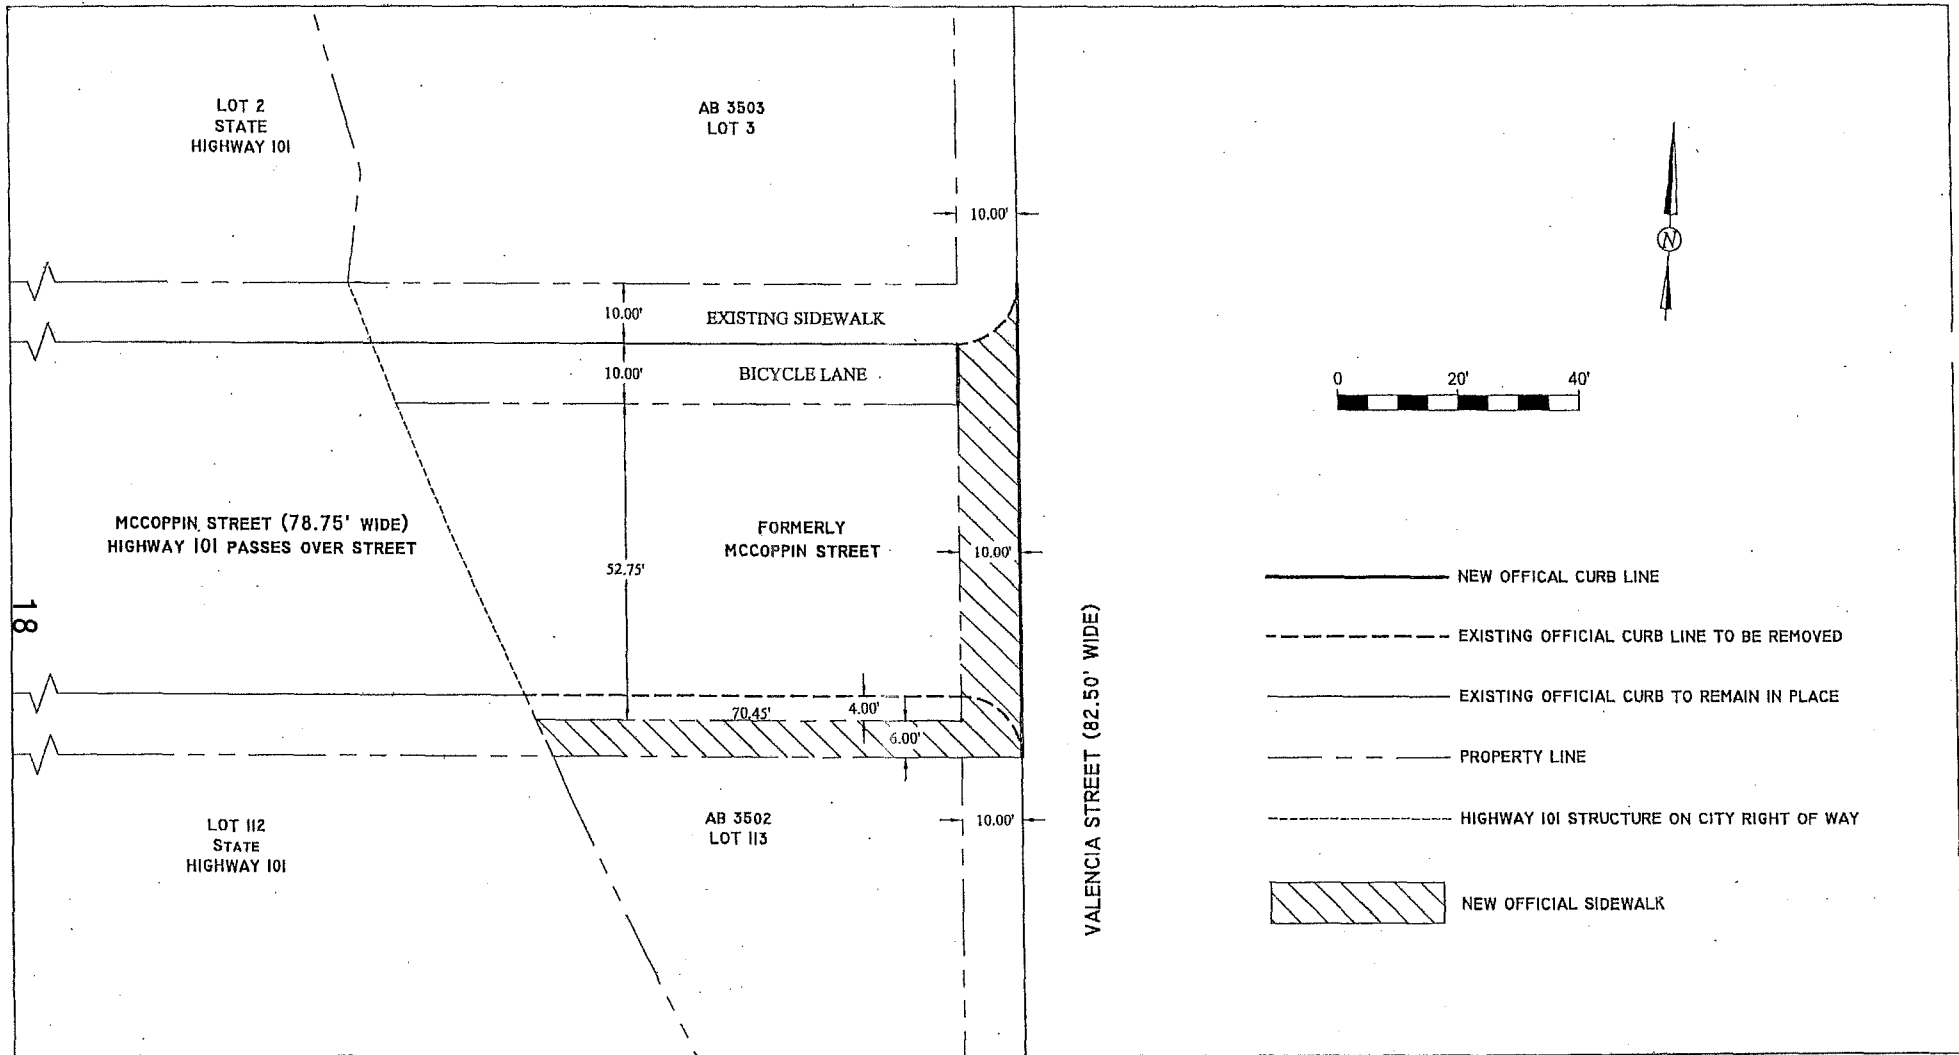 LOT 2
STATE
HIGHWAY 101
AB 3503
LOT 3
10.00'
N
10.00'
EXISTING SIDEWALK
10.00'
BICYCLE LANE
0 20' 40'
MCCOPPIN STREET (78.75' WIDE)
HIGHWAY 101 PASSES OVER STREET
FORMERLY
MCCOPPIN STREET
10.00'
52.75'
18
VALENCIA STREET (82.50' WIDE)
NEW OFFICAL CURB LINE
EXISTING OFFICIAL CURB LINE TO BE REMOVED
EXISTING OFFICIAL CURB TO REMAIN IN PLACE
PROPERTY LINE
HIGHWAY 101 STRUCTURE ON CITY RIGHT OF WAY
NEW OFFICIAL SIDEWALK
70.45'
4.00'
6.00'
LOT 112
STATE
HIGHWAY 101
AB 3502
LOT 113
10.00'